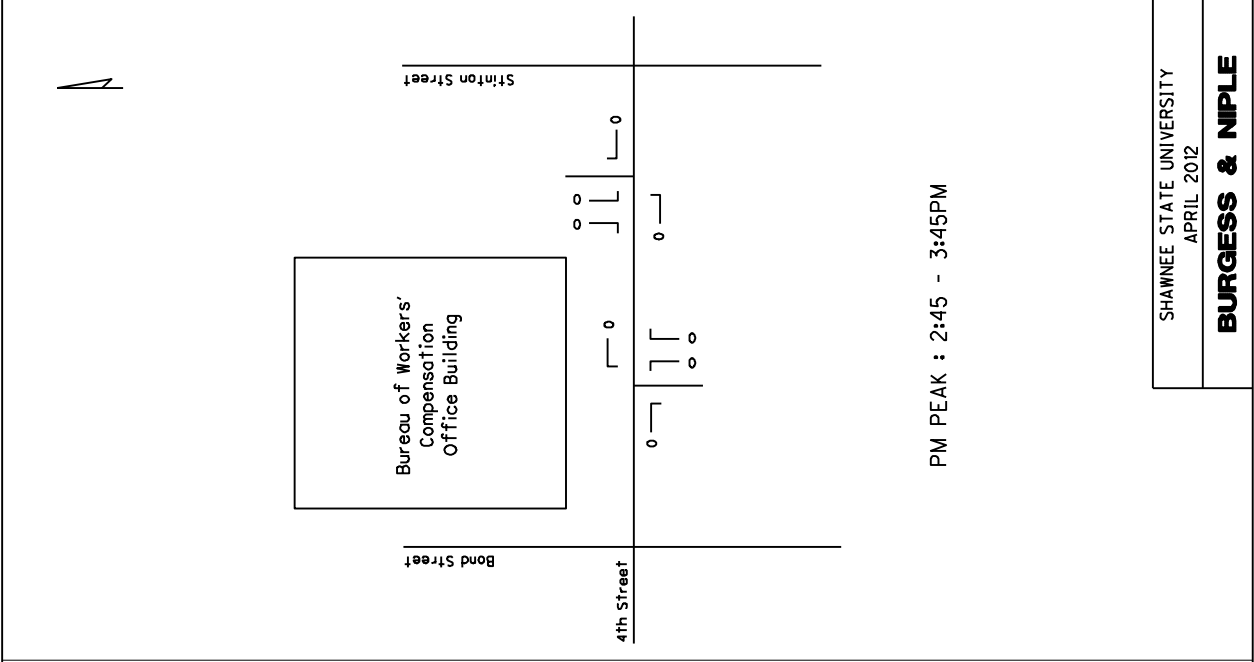 Stinton Street
0
0
0
0
Bureau of Workers'
Compensation
Office Building
0
0
0
0
Bond Street
4th Street
PM PEAK : 2:45 - 3:45PM
SHAWNEE STATE UNIVERSITY
APRIL 2012
BURGESS & NIPLE